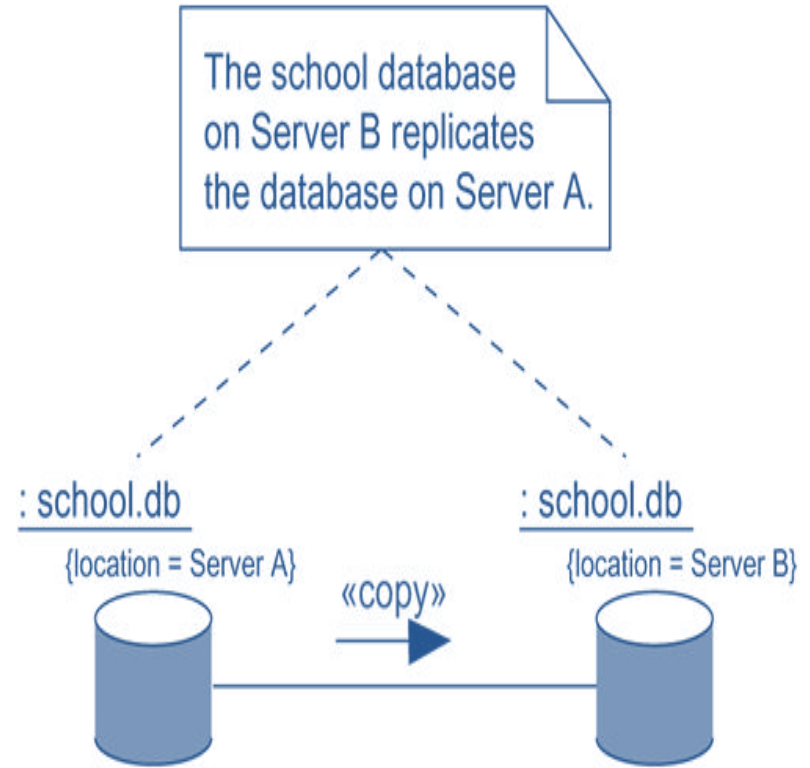 The school database
on Server B replicates
the database on Server A.
: school.db
{location = Server A}
: school.db
{location = Server B}
«copy»